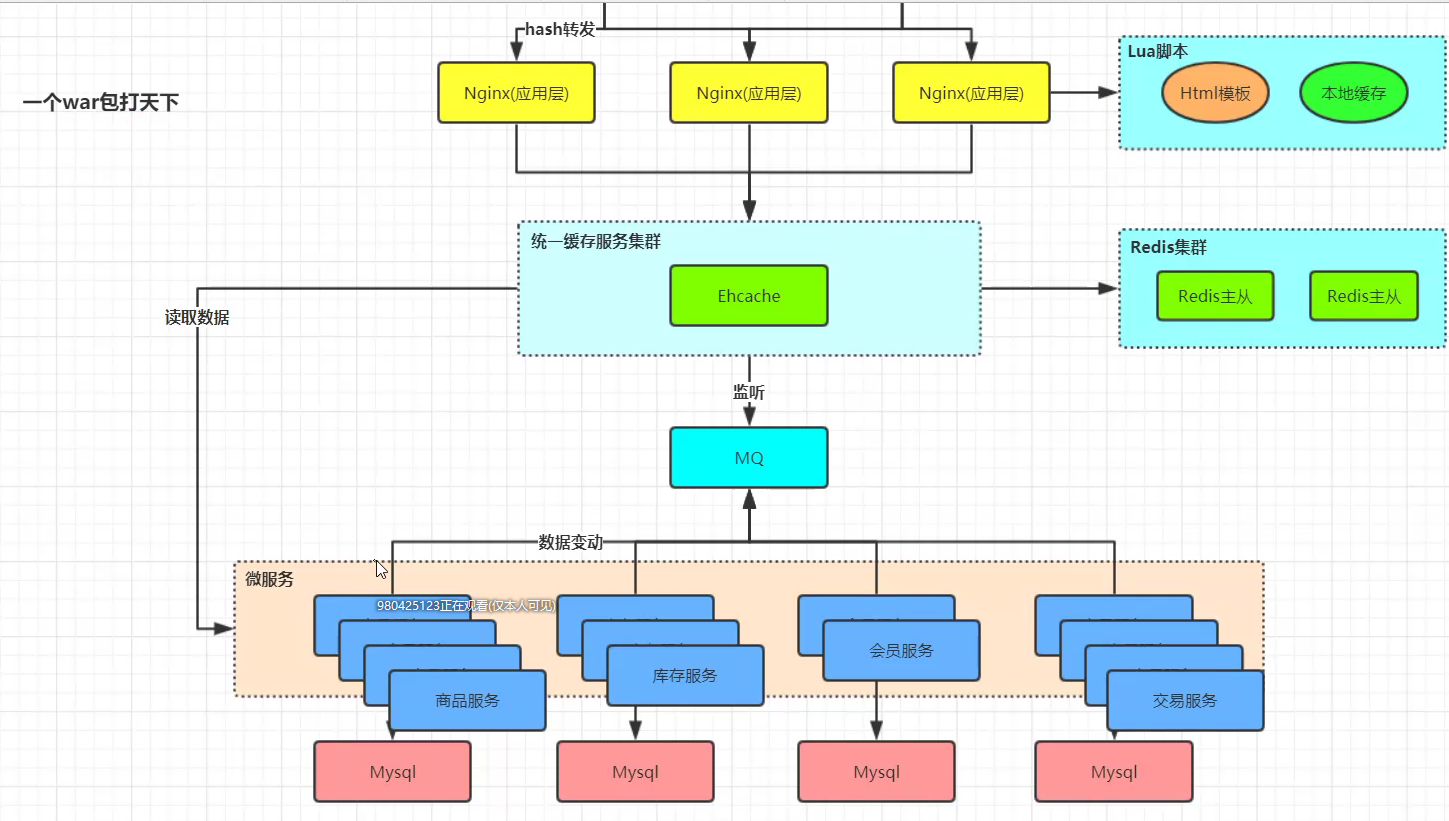 hash转发
Lua脚本
一个war包打天下
Nginx(应用层)
Nginx(应用层)
Nginx(应用层)
Html模板
本地缓存
统一缓存服务集群
Ehcache
Redis集群
Redis主从
Redis主从
读取数据
监听
MQ
数据变动
微服务
980425123正在观看(仅本人可见)
商品服务
库存服务
会员服务
交易服务
Mysql
Mysql
Mysql
Mysql